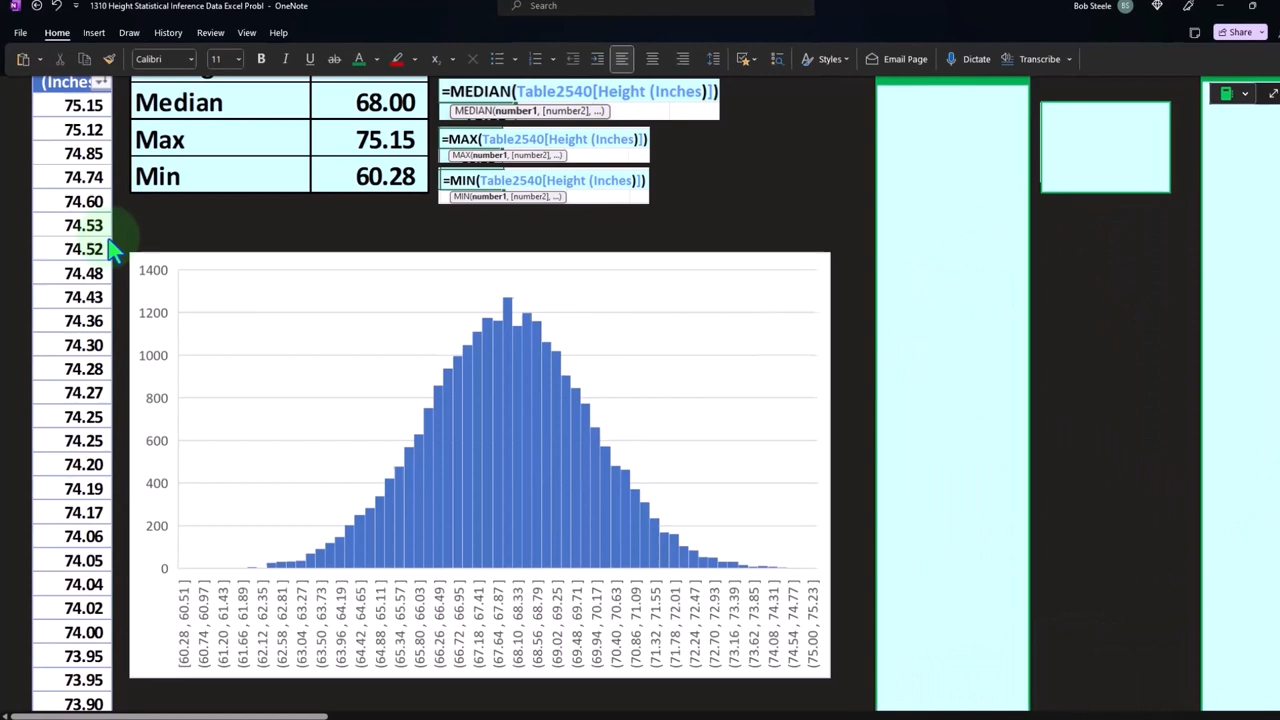 1310 Height Statistical Inference Data Excel Probl - OneNote
Search
Bob Steele
BS
File Home Insert Draw History Review View Help
Share
Calibri 11 Styles Email Page Dictate Transcribe
(Inches)
75.15
75.12
74.85
74.74
74.60
74.53
74.52
74.48
74.43
74.36
74.30
74.28
74.27
74.25
74.25
74.20
74.19
74.17
74.06
74.05
74.04
74.02
74.00
73.95
73.95
73.90
Median 68.00
Max 75.15
Min 60.28
=MEDIAN(Table2540[Height (Inches)])
MEDIAN(number1, [number2], ...)
=MAX(Table2540[Height (Inches)])
MAX(number1, [number2], ...)
=MIN(Table2540[Height (Inches)])
MIN(number1, [number2], ...)
1400
1200
1000
800
600
400
200
0
[60.28 , 60.51 ]
(60.74 , 60.97 ]
(61.20 , 61.43 ]
(61.66 , 61.89 ]
(62.12 , 62.35 ]
(62.58 , 62.81 ]
(63.04 , 63.27 ]
(63.50 , 63.73 ]
(63.96 , 64.19 ]
(64.42 , 64.65 ]
(64.88 , 65.11 ]
(65.34 , 65.57 ]
(65.80 , 66.03 ]
(66.26 , 66.49 ]
(66.72 , 66.95 ]
(67.18 , 67.41 ]
(67.64 , 67.87 ]
(68.10 , 68.33 ]
(68.56 , 68.79 ]
(69.02 , 69.25 ]
(69.48 , 69.71 ]
(69.94 , 70.17 ]
(70.40 , 70.63 ]
(70.86 , 71.09 ]
(71.32 , 71.55 ]
(71.78 , 72.01 ]
(72.24 , 72.47 ]
(72.70 , 72.93 ]
(73.16 , 73.39 ]
(73.62 , 73.85 ]
(74.08 , 74.31 ]
(74.54 , 74.77 ]
(75.00 , 75.23 ]